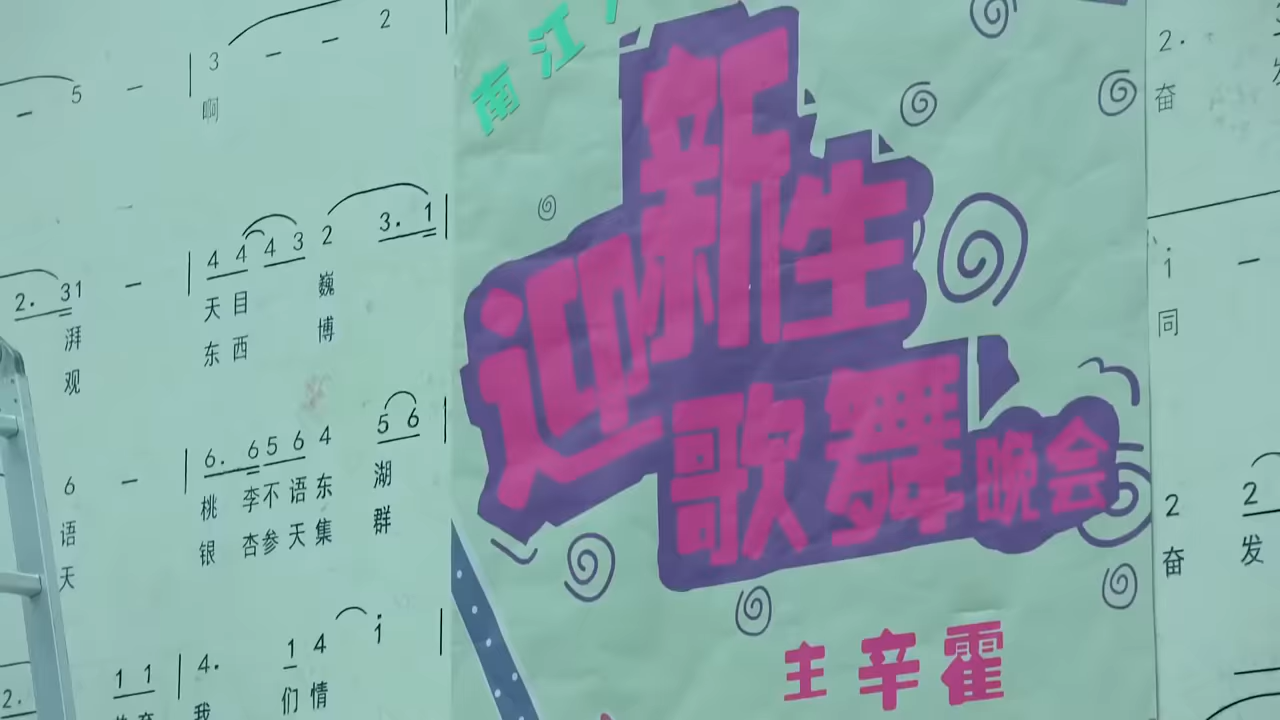 5 - | 3 - - 2 |
啊
2. 31 - | 4 4 4 3 2 3. 1 |
湃 天目 巍
观 东西 博
6 - | 6. 6 5 6 4 5 6 |
语 桃 李不语东 湖
天 银 杏参天集 群
2. 1 1 | 4. 1 4 i |
我 们情
南江
迎新生
歌舞晚会
主辛霍
2.
奋
i -
同
2 2
奋 发